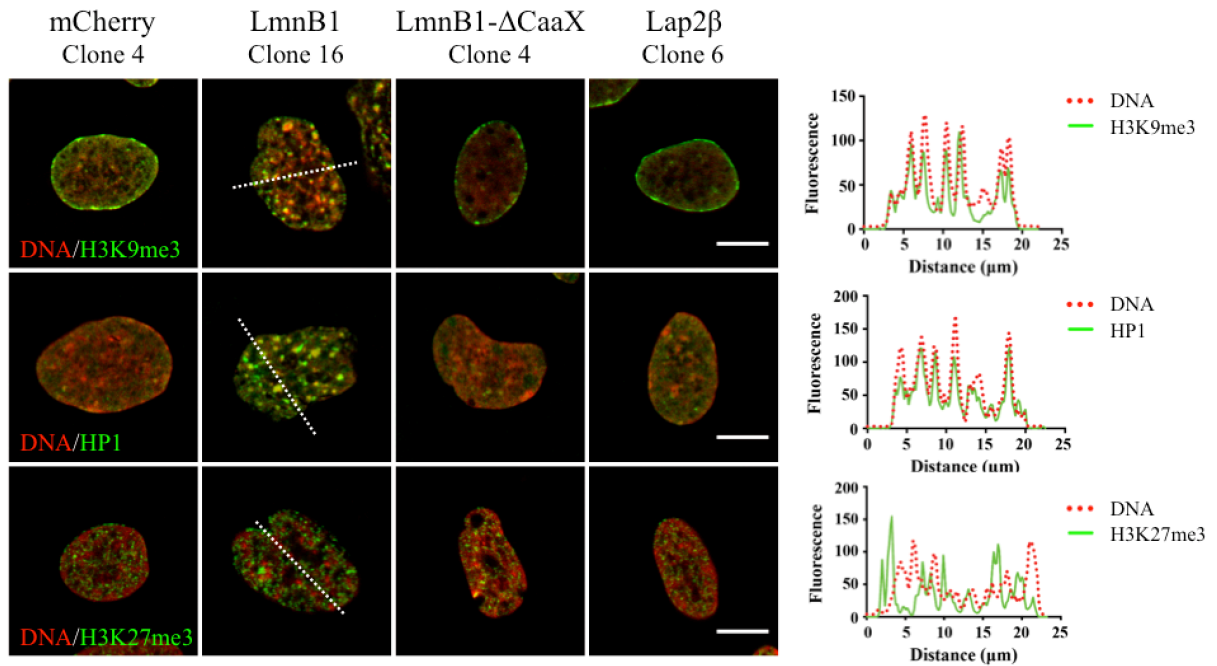 mCherry LmnB1 LmnB1-ΔCaaX Lap2β
Clone 4 Clone 16 Clone 4 Clone 6
DNA/H3K9me3
DNA/HP1
DNA/H3K27me3
150
100
50
0
Fluorescence
0 5 10 15 20 25
Distance (μm)
DNA
H3K9me3
200
150
100
50
0
Fluorescence
0 5 10 15 20 25
Distance (μm)
DNA
HP1
200
150
100
50
0
Fluorescence
0 5 10 15 20 25
Distance (μm)
DNA
H3K27me3